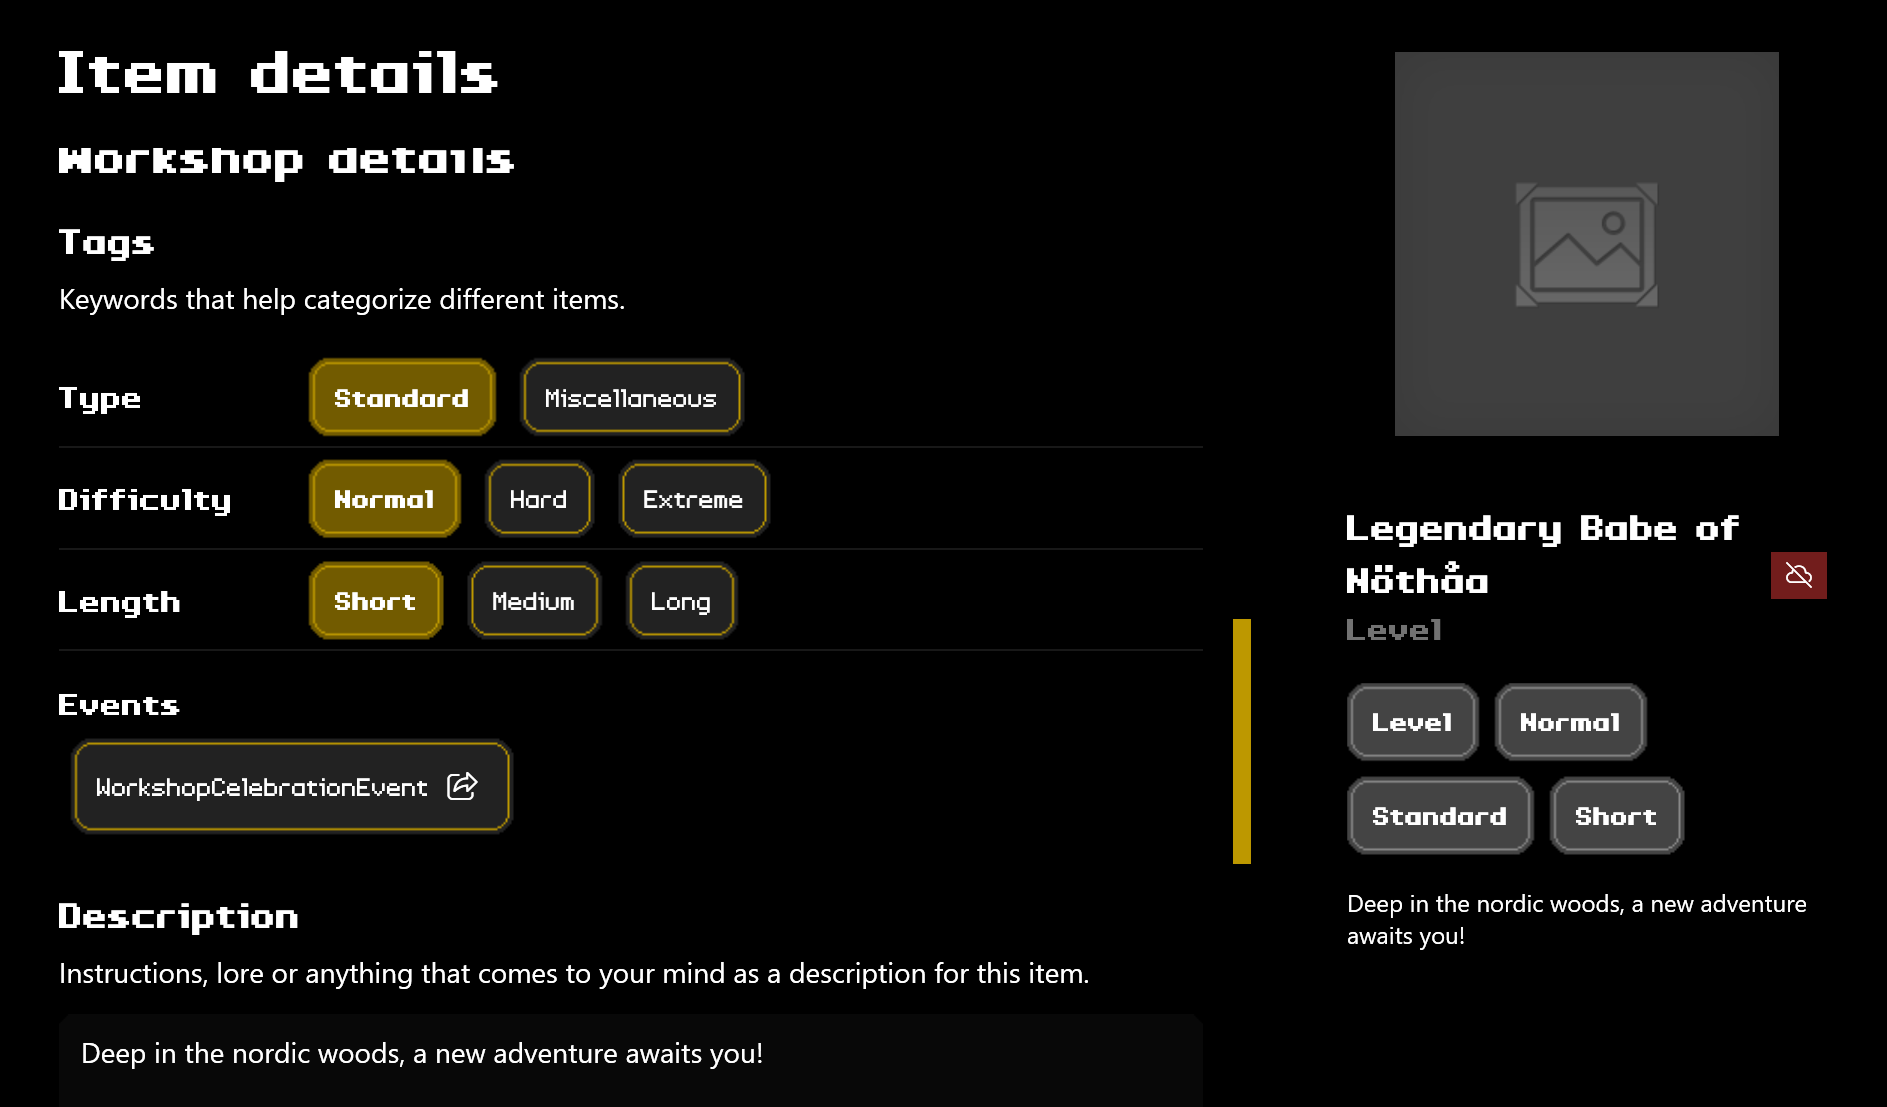 Item details
Workshop details
Tags
Keywords that help categorize different items.
Type Standard Miscellaneous
Difficulty Normal Hard Extreme
Length Short Medium Long
Events
WorkshopCelebrationEvent
Description
Instructions, lore or anything that comes to your mind as a description for this item.
Deep in the nordic woods, a new adventure awaits you!
Legendary Babe of
Nöthåa
Level
Level Normal
Standard Short
Deep in the nordic woods, a new adventure
awaits you!